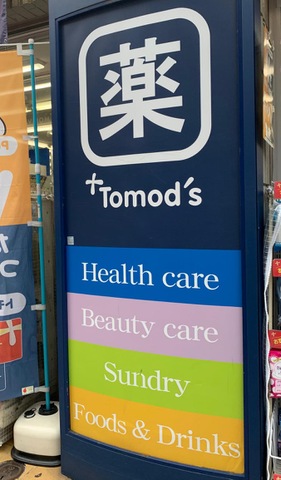 薬
Tomod's
Health care
Beauty care
Sundry
Foods & Drinks